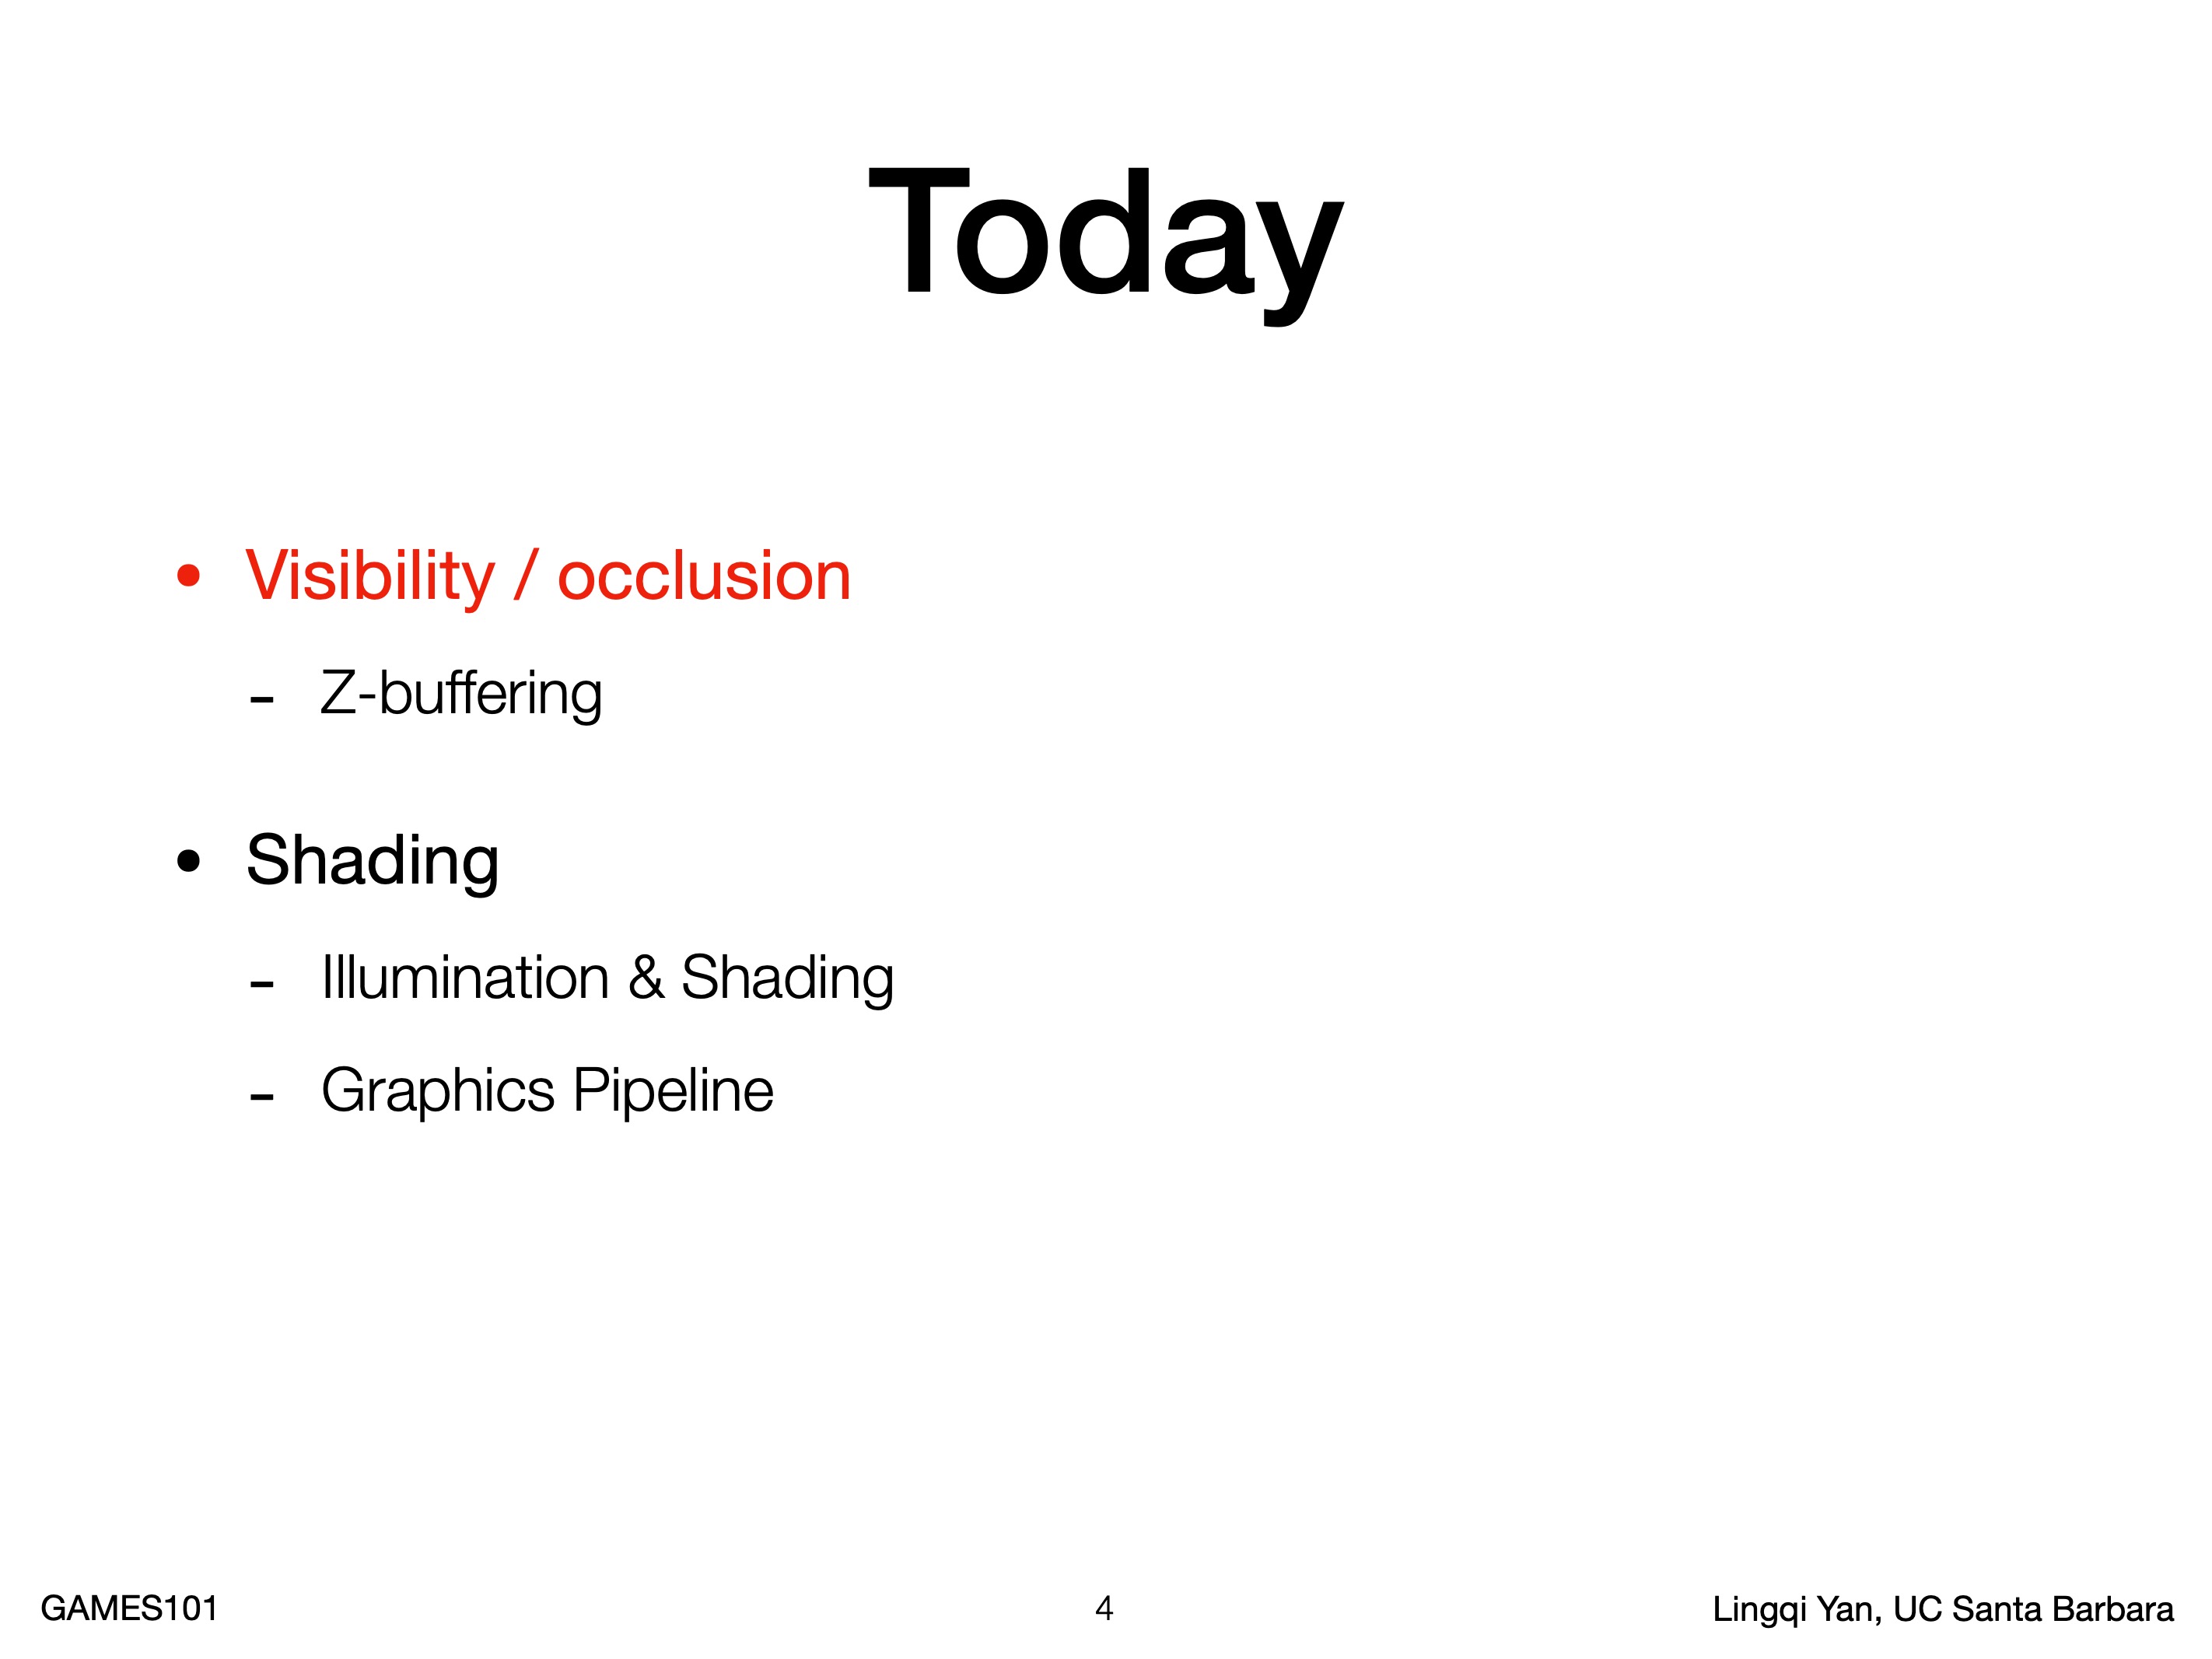 Today
• Visibility / occlusion
- Z-buffering
• Shading
- Illumination & Shading
- Graphics Pipeline
GAMES101
4
Lingqi Yan, UC Santa Barbara